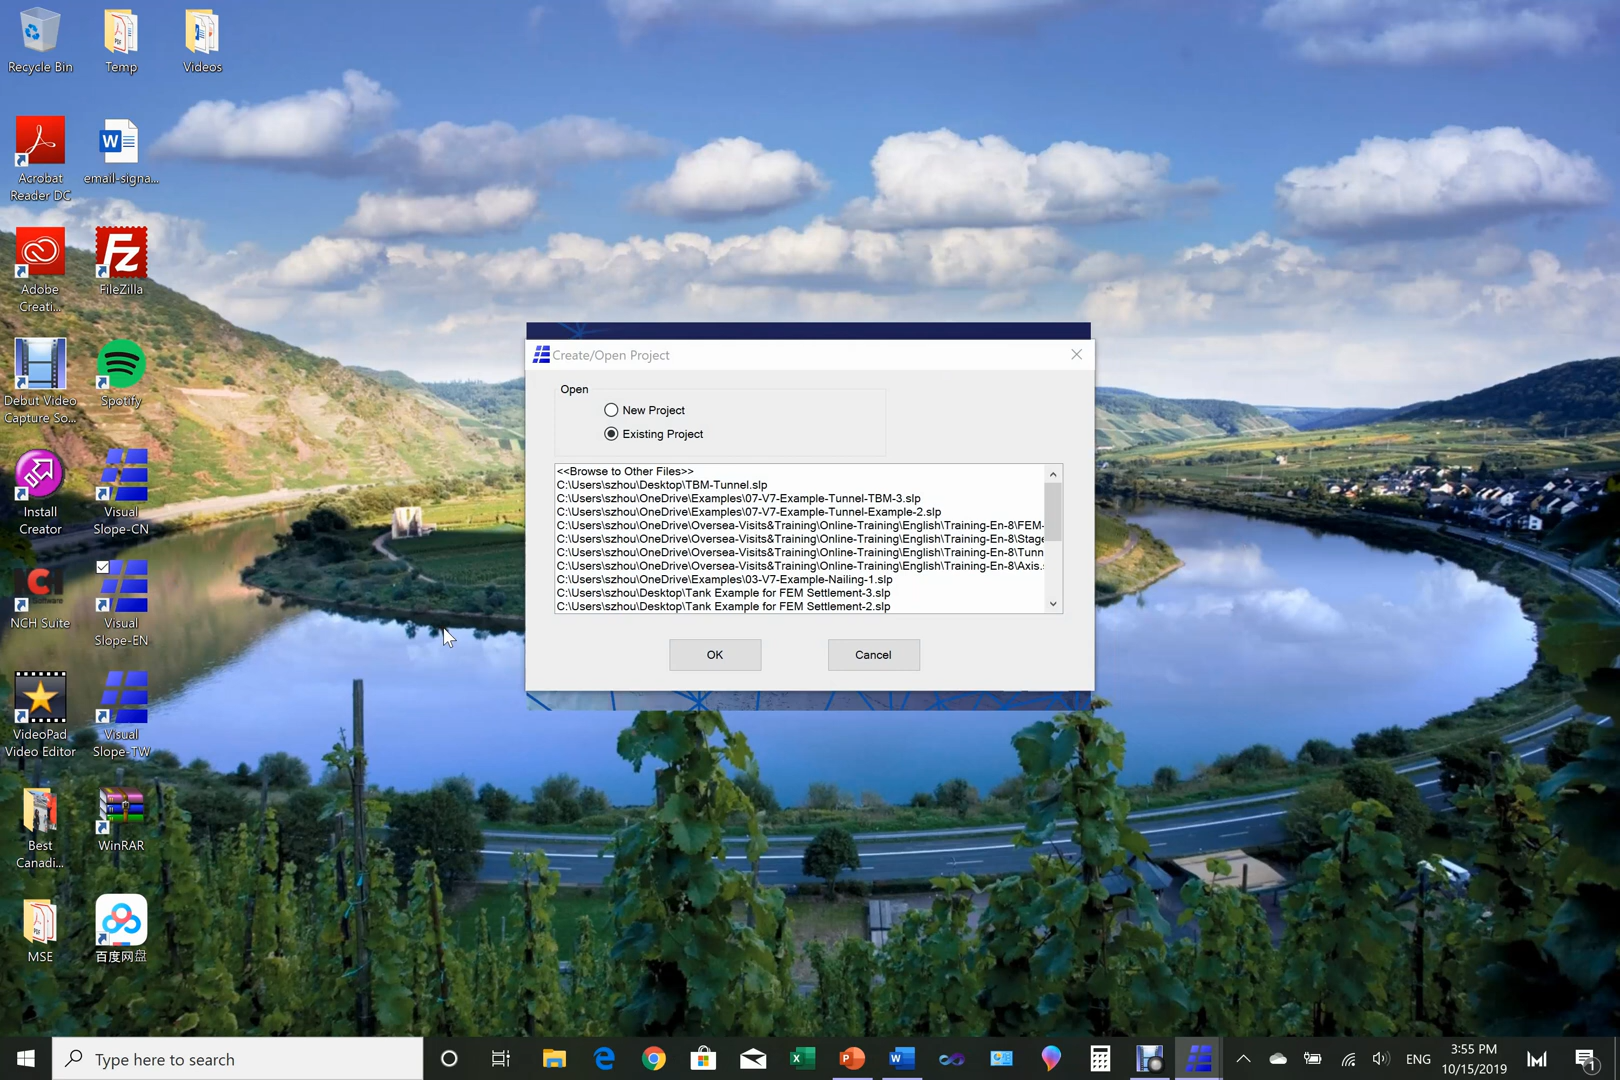 Recycle Bin
Temp
Videos
Acrobat
Reader DC
email-signa...
Adobe
Creati...
FileZilla
Debut Video
Capture So...
Spotify
Install
Creator
Visual
Slope-CN
NCH Suite
Visual
Slope-EN
VideoPad
Video Editor
Visual
Slope-TW
Best
Canadi...
WinRAR
MSE
百度网盘
Create/Open Project
Open
New Project
Existing Project
<<Browse to Other Files>>
C:\Users\szhou\Desktop\TBM-Tunnel.slp
C:\Users\szhou\OneDrive\Examples\07-V7-Example-Tunnel-TBM-3.slp
C:\Users\szhou\OneDrive\Examples\07-V7-Example-Tunnel-Example-2.slp
C:\Users\szhou\OneDrive\Oversea-Visits&Training\Online-Training\English\Training-En-8\FEM-
C:\Users\szhou\OneDrive\Oversea-Visits&Training\Online-Training\English\Training-En-8\Stage
C:\Users\szhou\OneDrive\Oversea-Visits&Training\Online-Training\English\Training-En-8\Tunn
C:\Users\szhou\OneDrive\Oversea-Visits&Training\Online-Training\English\Training-En-8\Axis.
C:\Users\szhou\OneDrive\Examples\03-V7-Example-Nailing-1.slp
C:\Users\szhou\Desktop\Tank Example for FEM Settlement-3.slp
C:\Users\szhou\Desktop\Tank Example for FEM Settlement-2.slp
OK
Cancel
Type here to search
ENG
3:55 PM
10/15/2019
1